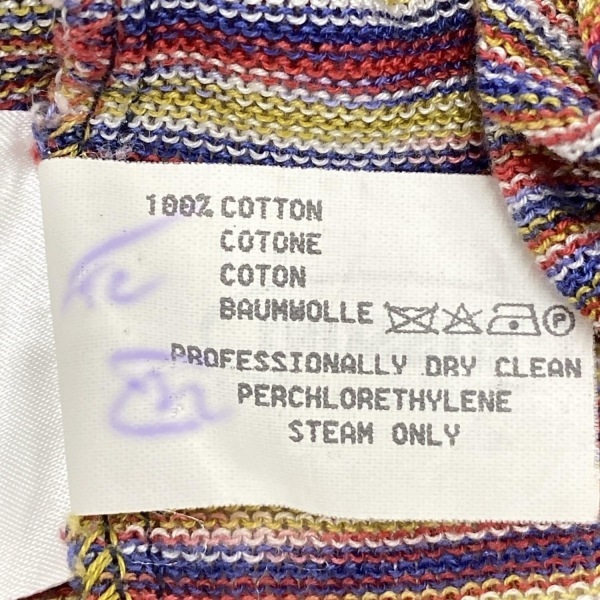 100% COTTON
COTONE
COTON
BAUMWOLLE
P
PROFESSIONALLY DRY CLEAN
PERCHLORETHYLENE
STEAM ONLY